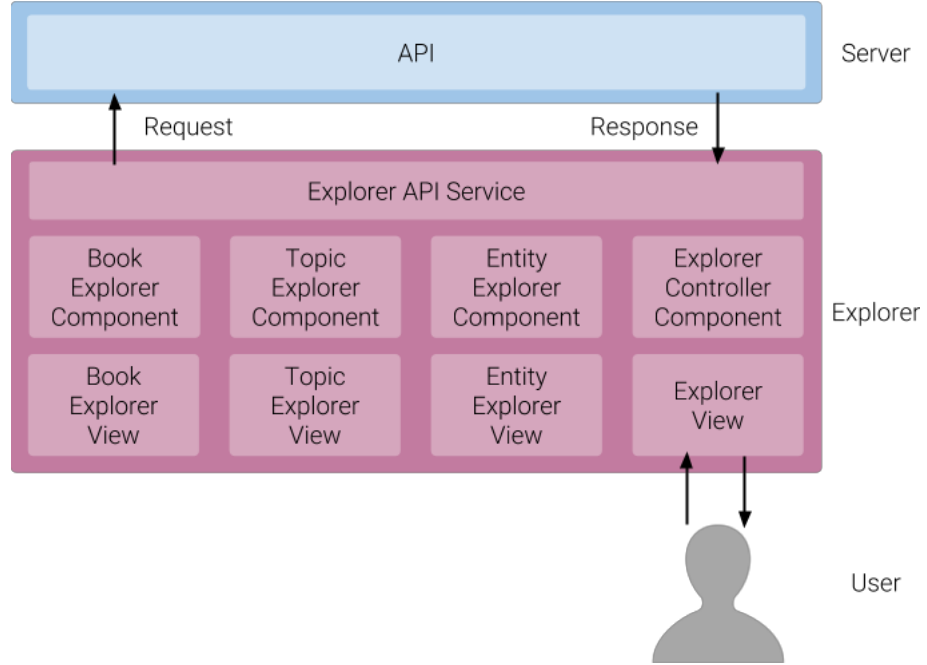 API
Server
Request
Response
Explorer API Service
Book
Explorer
Component
Topic
Explorer
Component
Entity
Explorer
Component
Explorer
Controller
Component
Explorer
Book
Explorer
View
Topic
Explorer
View
Entity
Explorer
View
Explorer
View
User